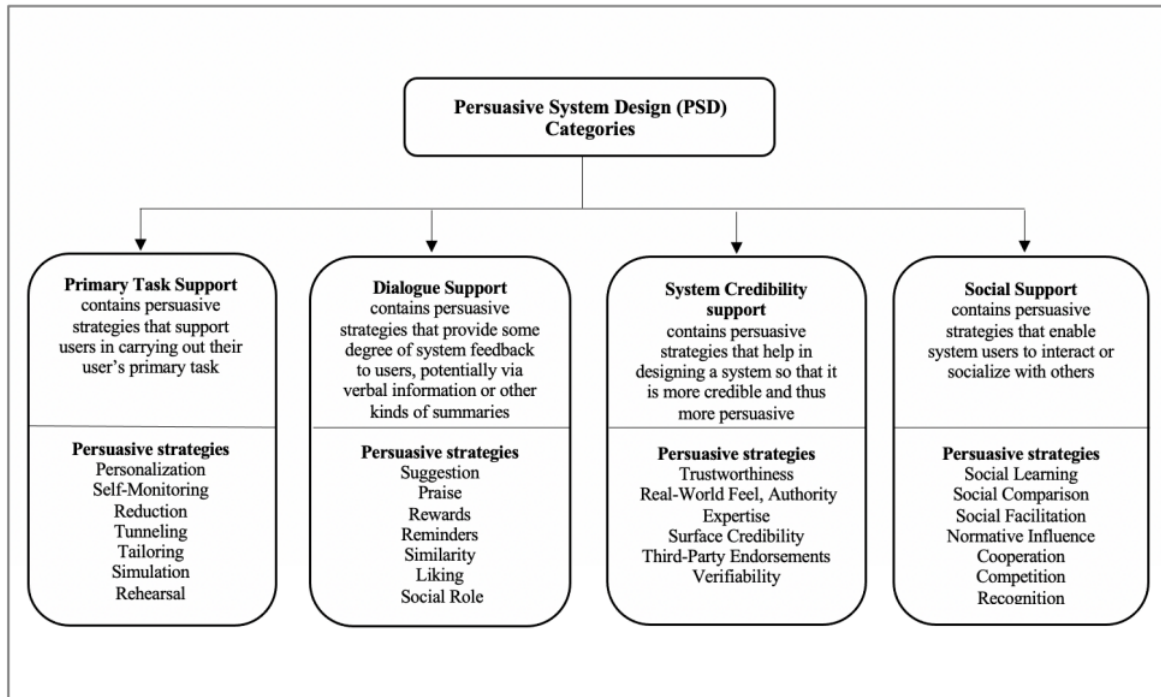 Persuasive System Design (PSD)
Categories
Primary Task Support
contains persuasive
strategies that support
users in carrying out their
user's primary task
Persuasive strategies
Personalization
Self-Monitoring
Reduction
Tunneling
Tailoring
Simulation
Rehearsal
Dialogue Support
contains persuasive
strategies that provide some
degree of system feedback
to users, potentially via
verbal information or other
kinds of summaries
Persuasive strategies
Suggestion
Praise
Rewards
Reminders
Similarity
Liking
Social Role
System Credibility
support
contains persuasive
strategies that help in
designing a system so that it
is more credible and thus
more persuasive
Persuasive strategies
Trustworthiness
Real-World Feel, Authority
Expertise
Surface Credibility
Third-Party Endorsements
Verifiability
Social Support
contains persuasive
strategies that enable
system users to interact or
socialize with others
Persuasive strategies
Social Learning
Social Comparison
Social Facilitation
Normative Influence
Cooperation
Competition
Recognition